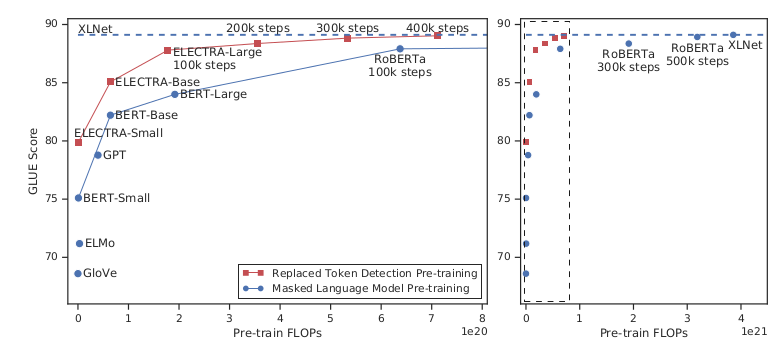 90
85
80
75
70
GLUE Score
XLNet
200k steps
300k steps
400k steps
ELECTRA-Large
100k steps
RoBERTa
100k steps
ELECTRA-Base
BERT-Large
BERT-Base
ELECTRA-Small
GPT
BERT-Small
ELMo
GloVe
Replaced Token Detection Pre-training
Masked Language Model Pre-training
0 1 2 3 4 5 6 7 8
Pre-train FLOPs
1e20
90
85
80
75
70
RoBERTa
300k steps
RoBERTa
500k steps
XLNet
0 1 2 3 4
Pre-train FLOPs
1e21